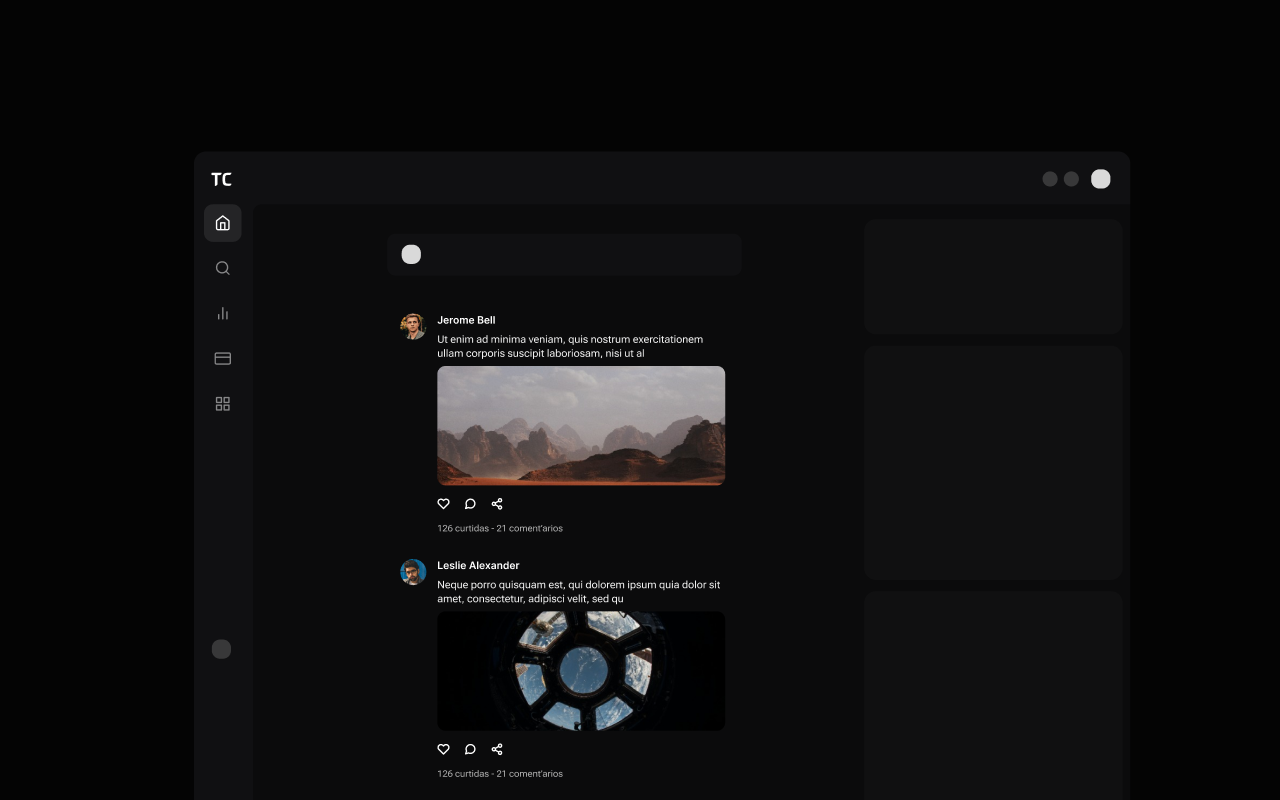 TC
Jerome Bell
Ut enim ad minima veniam, quis nostrum exercitationem
ullam corporis suscipit laboriosam, nisi ut al
126 curtidas - 21 coment'arios
Leslie Alexander
Neque porro quisquam est, qui dolorem ipsum quia dolor sit
amet, consectetur, adipisci velit, sed qu
126 curtidas - 21 coment'arios